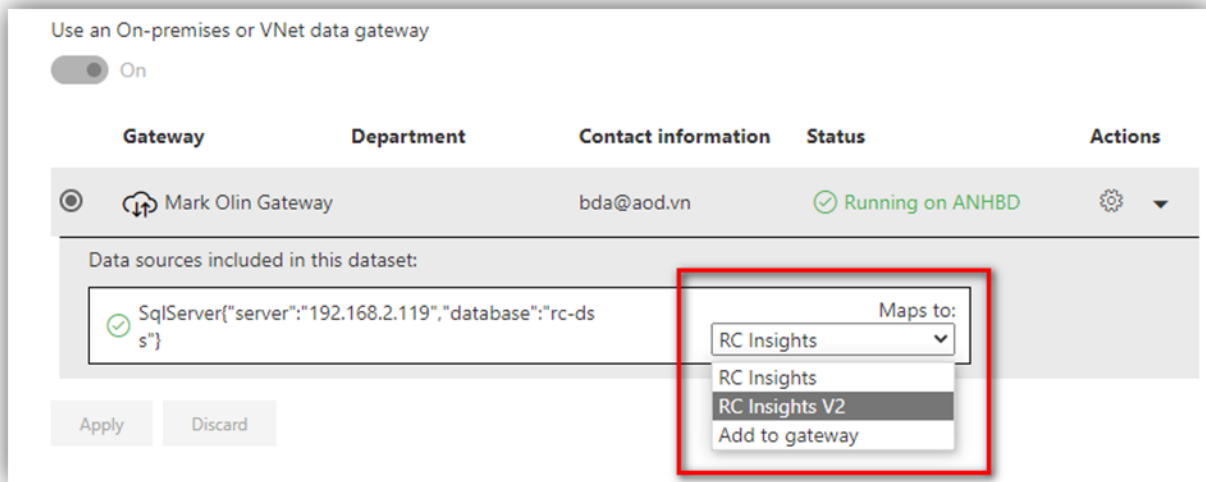 Use an On-premises or VNet data gateway
On
Gateway Department Contact information Status Actions
Mark Olin Gateway bda@aod.vn Running on ANHBD
Data sources included in this dataset:
SqlServer{"server":"192.168.2.119","database":"rc-ds
s"}
Maps to:
RC Insights
RC Insights
RC Insights V2
Add to gateway
Apply Discard